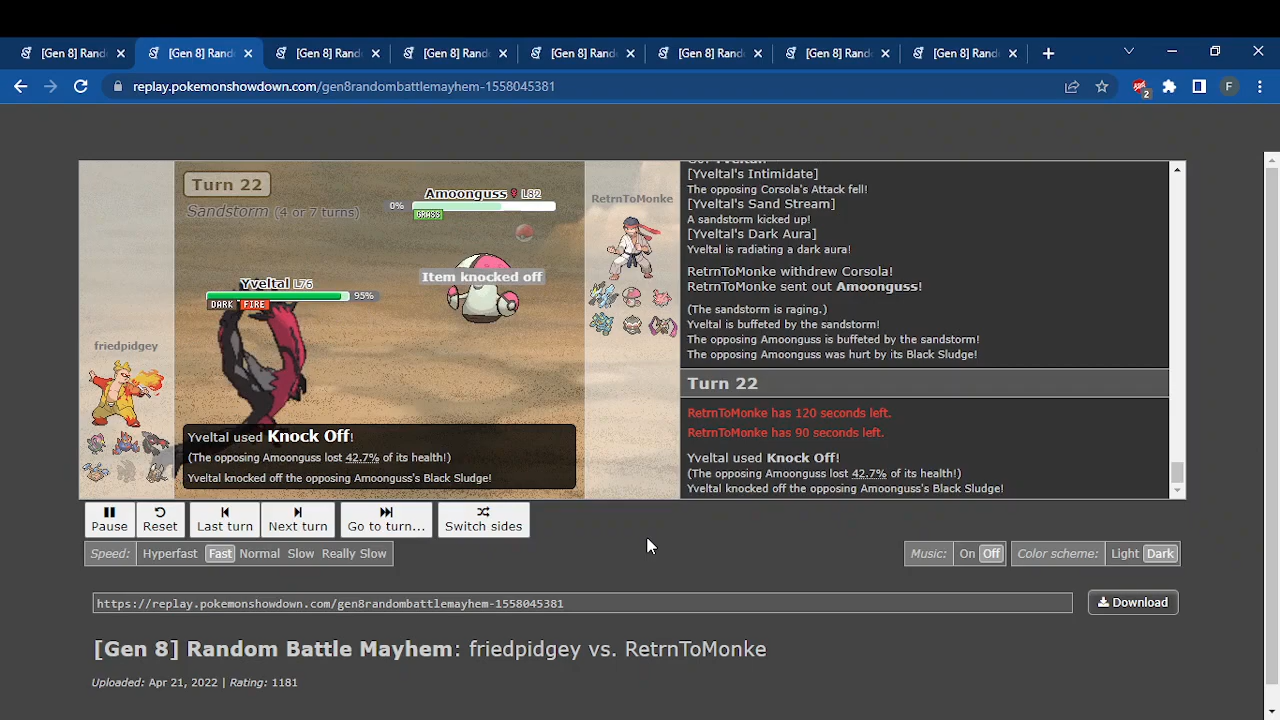 [Gen 8] Rand
[Gen 8] Rand
[Gen 8] Rand
[Gen 8] Rand
[Gen 8] Rand
[Gen 8] Rand
[Gen 8] Rand
[Gen 8] Rand
replay.pokemonshowdown.com/gen8randombattlemayhem-1558045381
2
F
Turn 22
Sandstorm (4 or 7 turns)
Amoonguss L82
0%
GRASS
Item knocked off
Yveltal L76
95%
DARK FIRE
friedpidgey
RetrnToMonke
Yveltal used Knock Off!
(The opposing Amoonguss lost 42.7% of its health!)
Yveltal knocked off the opposing Amoonguss's Black Sludge!
[Yveltal's Intimidate]
The opposing Corsola's Attack fell!
[Yveltal's Sand Stream]
A sandstorm kicked up!
[Yveltal's Dark Aura]
Yveltal is radiating a dark aura!
RetrnToMonke withdrew Corsola!
RetrnToMonke sent out Amoonguss!
(The sandstorm is raging.)
Yveltal is buffeted by the sandstorm!
The opposing Amoonguss is buffeted by the sandstorm!
The opposing Amoonguss was hurt by its Black Sludge!
Turn 22
RetrnToMonke has 120 seconds left.
RetrnToMonke has 90 seconds left.
Yveltal used Knock Off!
(The opposing Amoonguss lost 42.7% of its health!)
Yveltal knocked off the opposing Amoonguss's Black Sludge!
Pause Reset Last turn Next turn Go to turn... Switch sides
Speed: Hyperfast Fast Normal Slow Really Slow
Music: On Off Color scheme: Light Dark
https://replay.pokemonshowdown.com/gen8randombattlemayhem-1558045381
Download
[Gen 8] Random Battle Mayhem: friedpidgey vs. RetrnToMonke
Uploaded: Apr 21, 2022 | Rating: 1181